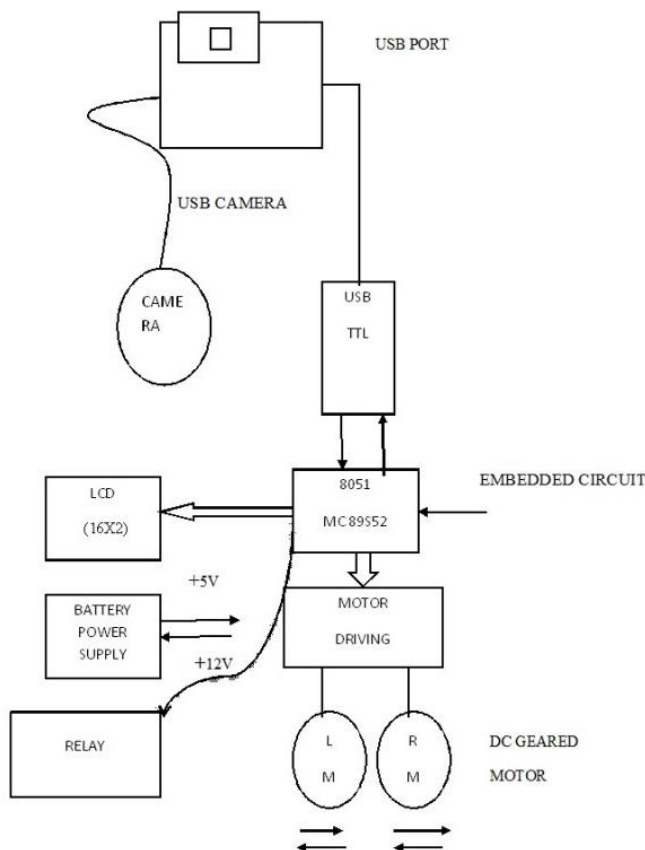 USB PORT
USB CAMERA
CAME
RA
USB
TTL
8051
MC89S52
EMBEDDED CIRCUIT
LCD
(16X2)
+5V
BATTERY
POWER
SUPPLY
+12V
MOTOR
DRIVING
RELAY
L
M
R
M
DC GEARED
MOTOR